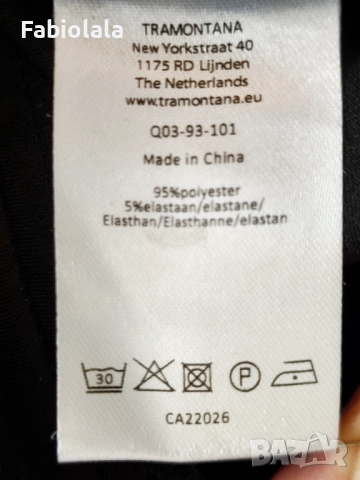 Fabiolala
TRAMONTANA
New Yorkstraat 40
1175 RD Lijnden
The Netherlands
www.tramontana.eu
Q03-93-101
Made in China
95%polyester
5%elastaan/elastane/
Elasthan/Elasthanne/elastan
30 P
CA22026
BAZAR